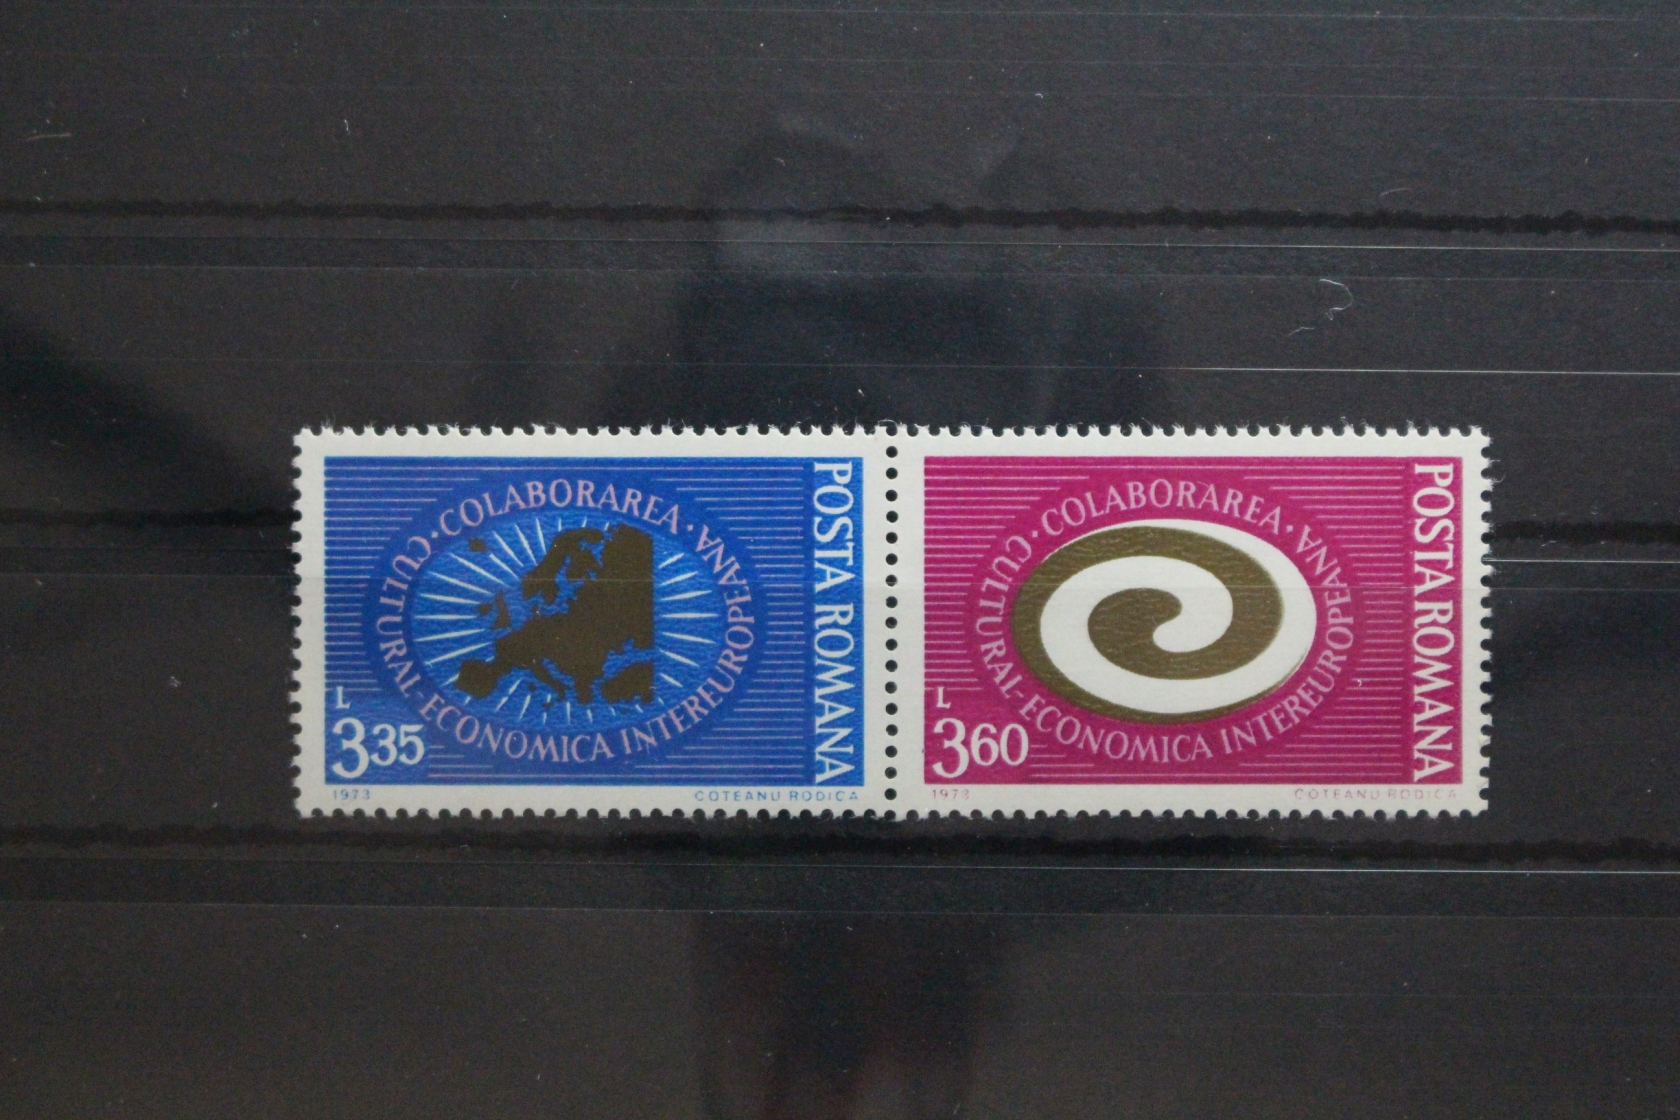 COLABORAREA · CULTURAL-ECONOMICA INTEREUROPEANA ·
POSTA ROMANA
L
3 35
1973
COTEANU RODICA
COLABORAREA · CULTURAL-ECONOMICA INTEREUROPEANA ·
POSTA ROMANA
L
3 60
1973
COTEANU RODICA